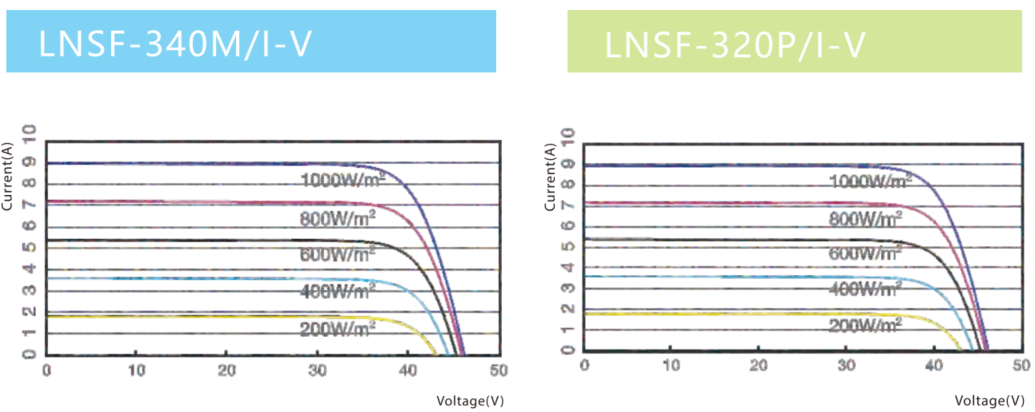 LNSF-340M/I-V
LNSF-320P/I-V
Current(A)
10
9
8
7
6
5
4
3
2
1
0
1000W/m²
800W/m²
600W/m²
400W/m²
200W/m²
0 10 20 30 40 50
Voltage(V)
Current(A)
10
9
8
7
6
5
4
3
2
1
0
1000W/m²
800W/m²
600W/m²
400W/m²
200W/m²
0 10 20 30 40 50
Voltage(V)